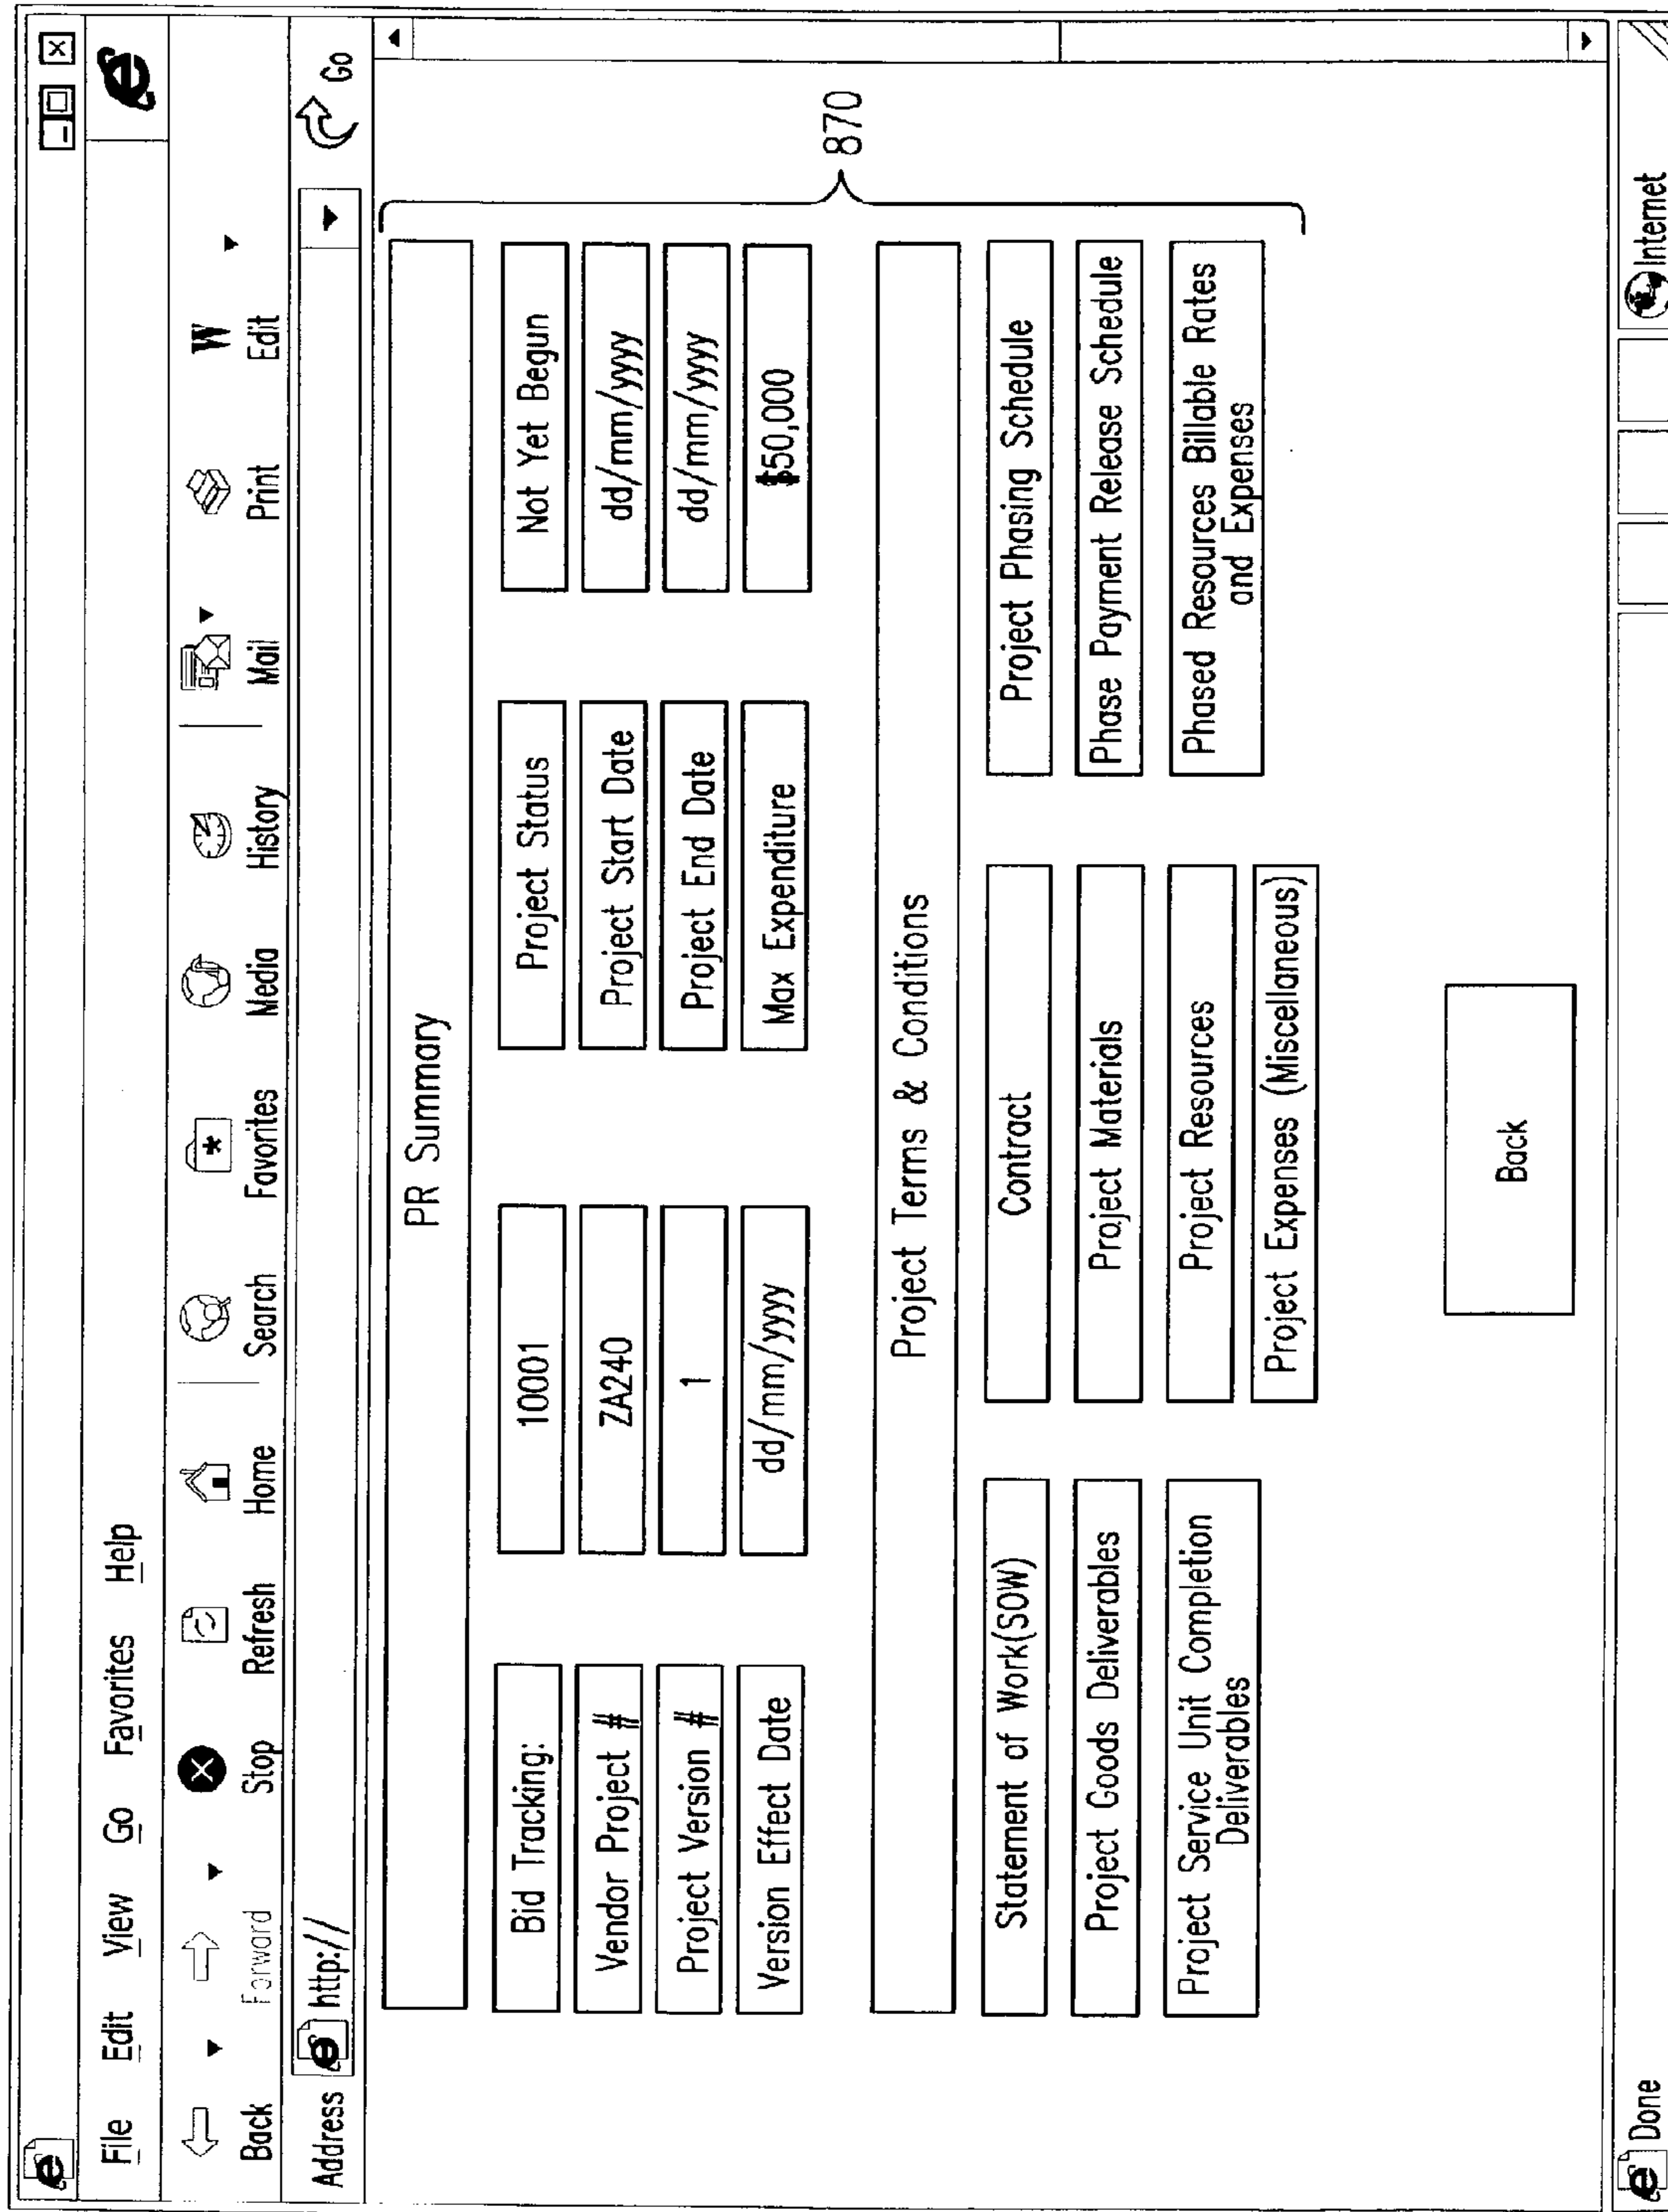 File Edit View Go Favorites Help
Back Forward Stop Refresh Home Search Favorites Media History Mail Print Edit
Address http:// Go
PR Summary
Bid Tracking: 10001 Project Status Not Yet Begun
Vendor Project # ZA240 Project Start Date dd/mm/yyyy
Project Version # 1 Project End Date dd/mm/yyyy
Version Effect Date dd/mm/yyyy Max Expenditure $50,000
870
Project Terms & Conditions
Statement of Work(SOW) Contract Project Phasing Schedule
Project Goods Deliverables Project Materials Phase Payment Release Schedule
Project Service Unit Completion
Deliverables
Project Resources
Phased Resources Billable Rates
and Expenses
Project Expenses (Miscellaneous)
Back
Done Internet